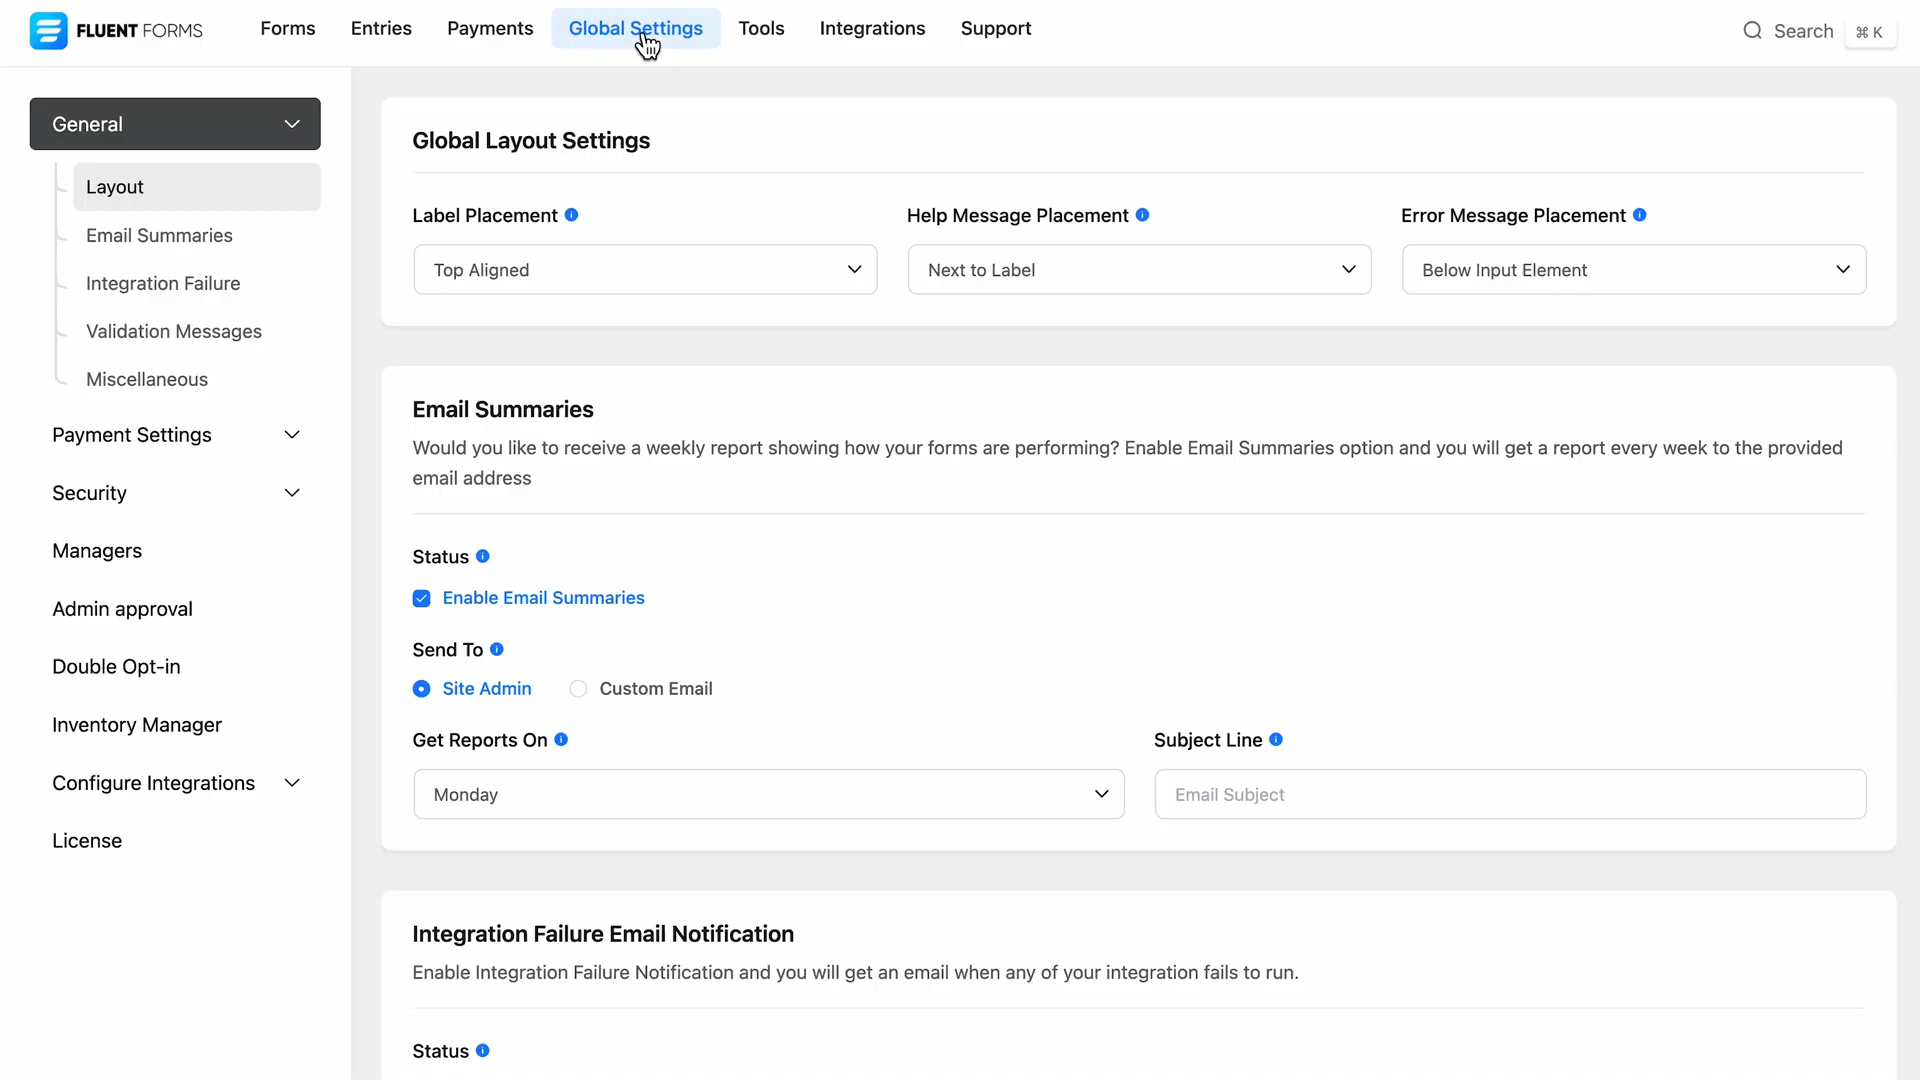 FLUENT FORMS
Forms
Entries
Payments
Global Settings
Tools
Integrations
Support
Search
⌘ K
General
Layout
Email Summaries
Integration Failure
Validation Messages
Miscellaneous
Payment Settings
Security
Managers
Admin approval
Double Opt-in
Inventory Manager
Configure Integrations
License
Global Layout Settings
Label Placement
Help Message Placement
Error Message Placement
Top Aligned
Next to Label
Below Input Element
Email Summaries
Would you like to receive a weekly report showing how your forms are performing? Enable Email Summaries option and you will get a report every week to the provided
email address
Status
Enable Email Summaries
Send To
Site Admin
Custom Email
Get Reports On
Subject Line
Monday
Email Subject
Integration Failure Email Notification
Enable Integration Failure Notification and you will get an email when any of your integration fails to run.
Status